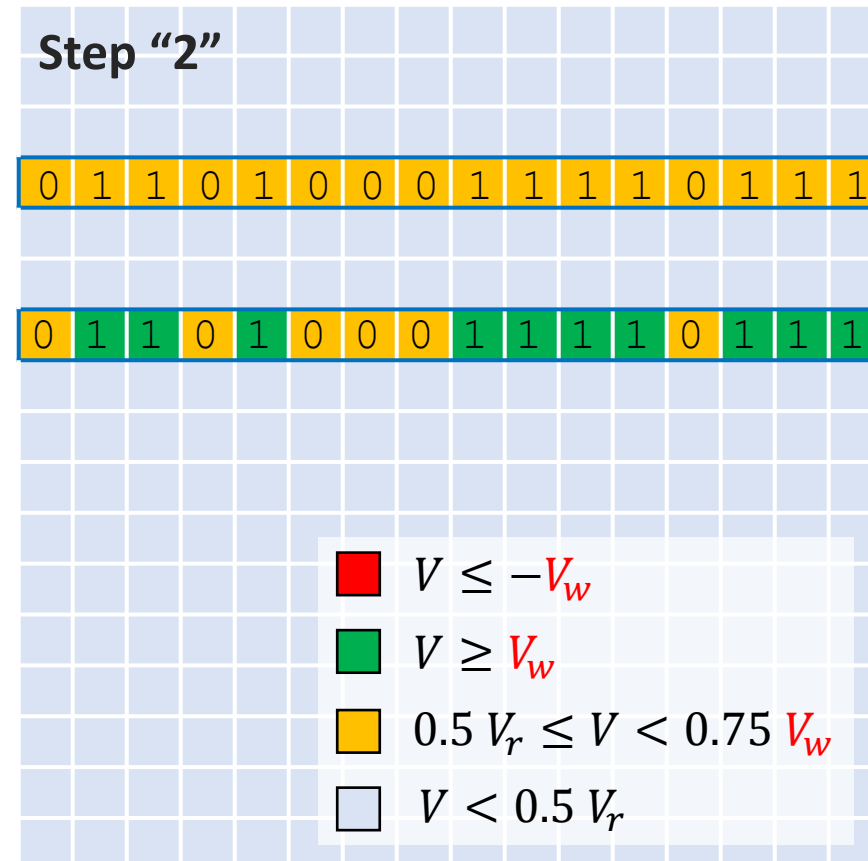 Step “2”
0 1 1 0 1 0 0 0 1 1 1 1 0 1 1 1
0 1 1 0 1 0 0 0 1 1 1 1 0 1 1 1
V ≤ −V_w
V ≥ V_w
0.5 V_r ≤ V < 0.75 V_w
V < 0.5 V_r